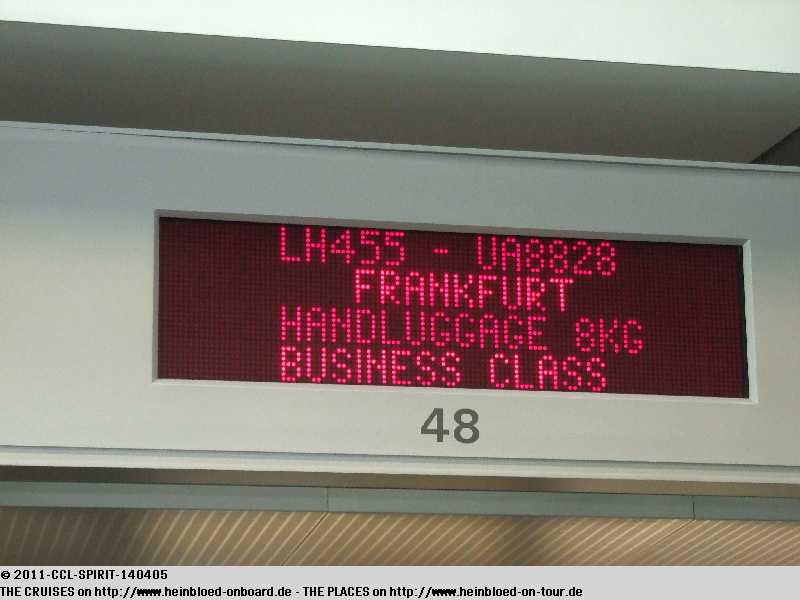 LH455 - UA8828
FRANKFURT
HANDLUGGAGE 8KG
BUSINESS CLASS
48
© 2011-CCL-SPIRIT-140405
THE CRUISES on http://www.heinbloed-onboard.de - THE PLACES on http://www.heinbloed-on-tour.de